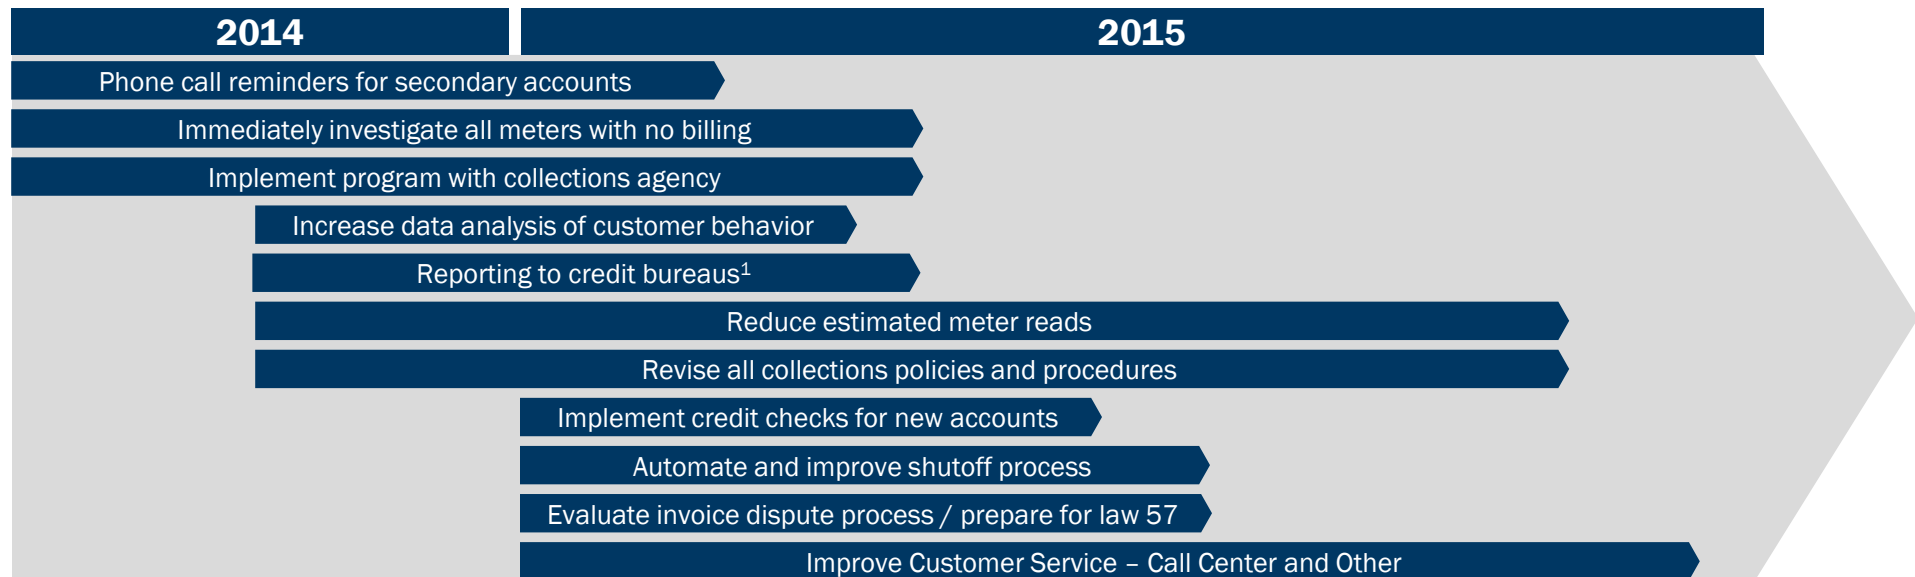 2014
2015
Phone call reminders for secondary accounts
Immediately investigate all meters with no billing
Implement program with collections agency
Increase data analysis of customer behavior
Reporting to credit bureaus¹
Reduce estimated meter reads
Revise all collections policies and procedures
Implement credit checks for new accounts
Automate and improve shutoff process
Evaluate invoice dispute process / prepare for law 57
Improve Customer Service – Call Center and Other